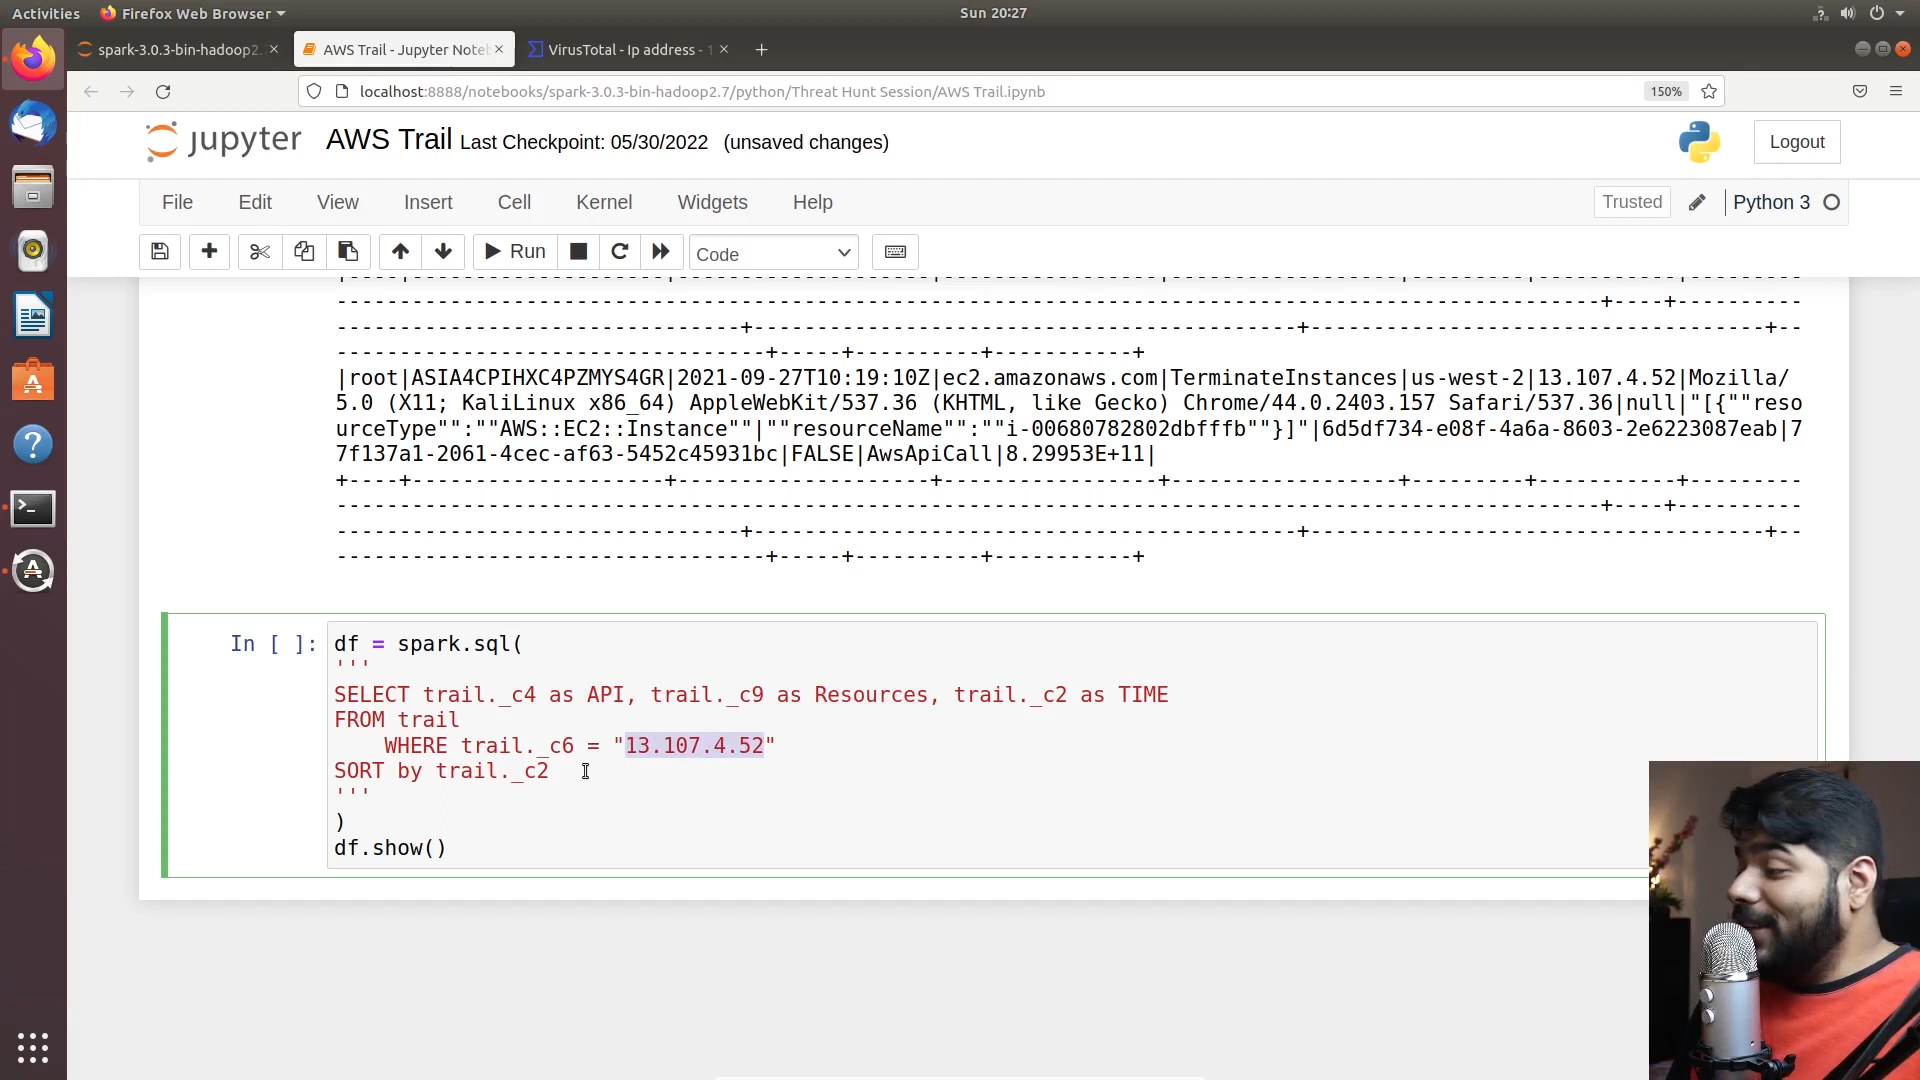 Activities Firefox Web Browser Sun 20:27
spark-3.0.3-bin-hadoop2. AWS Trail - Jupyter Noteb VirusTotal - Ip address - 1
localhost:8888/notebooks/spark-3.0.3-bin-hadoop2.7/python/Threat Hunt Session/AWS Trail.ipynb 150%
jupyter AWS Trail Last Checkpoint: 05/30/2022 (unsaved changes) Logout
File Edit View Insert Cell Kernel Widgets Help Trusted Python 3
Run Code
----------------------------------------------------------------------------------------------------+----+----------
--------------------------------+-------------------------------------------+------------------------------------+--
----------------------------------+-----+----------+-----------+
|root|ASIA4CPIHXC4PZMYS4GR|2021-09-27T10:19:10Z|ec2.amazonaws.com|TerminateInstances|us-west-2|13.107.4.52|Mozilla/
5.0 (X11; KaliLinux x86_64) AppleWebKit/537.36 (KHTML, like Gecko) Chrome/44.0.2403.157 Safari/537.36|null|"[{""reso
urceType"":""AWS::EC2::Instance""|""resourceName"":""i-00680782802dbfffb""}]"|6d5df734-e08f-4a6a-8603-2e6223087eab|7
7f137a1-2061-4cec-af63-5452c45931bc|FALSE|AwsApiCall|8.29953E+11|
+----+--------------------+--------------------+-----------------+------------------+---------+-----------+---------
----------------------------------------------------------------------------------------------------+----+----------
--------------------------------+-------------------------------------------+------------------------------------+--
----------------------------------+-----+----------+-----------+
In [ ]: df = spark.sql(
'''
SELECT trail._c4 as API, trail._c9 as Resources, trail._c2 as TIME
FROM trail
WHERE trail._c6 = "13.107.4.52"
SORT by trail._c2
'''
)
df.show()